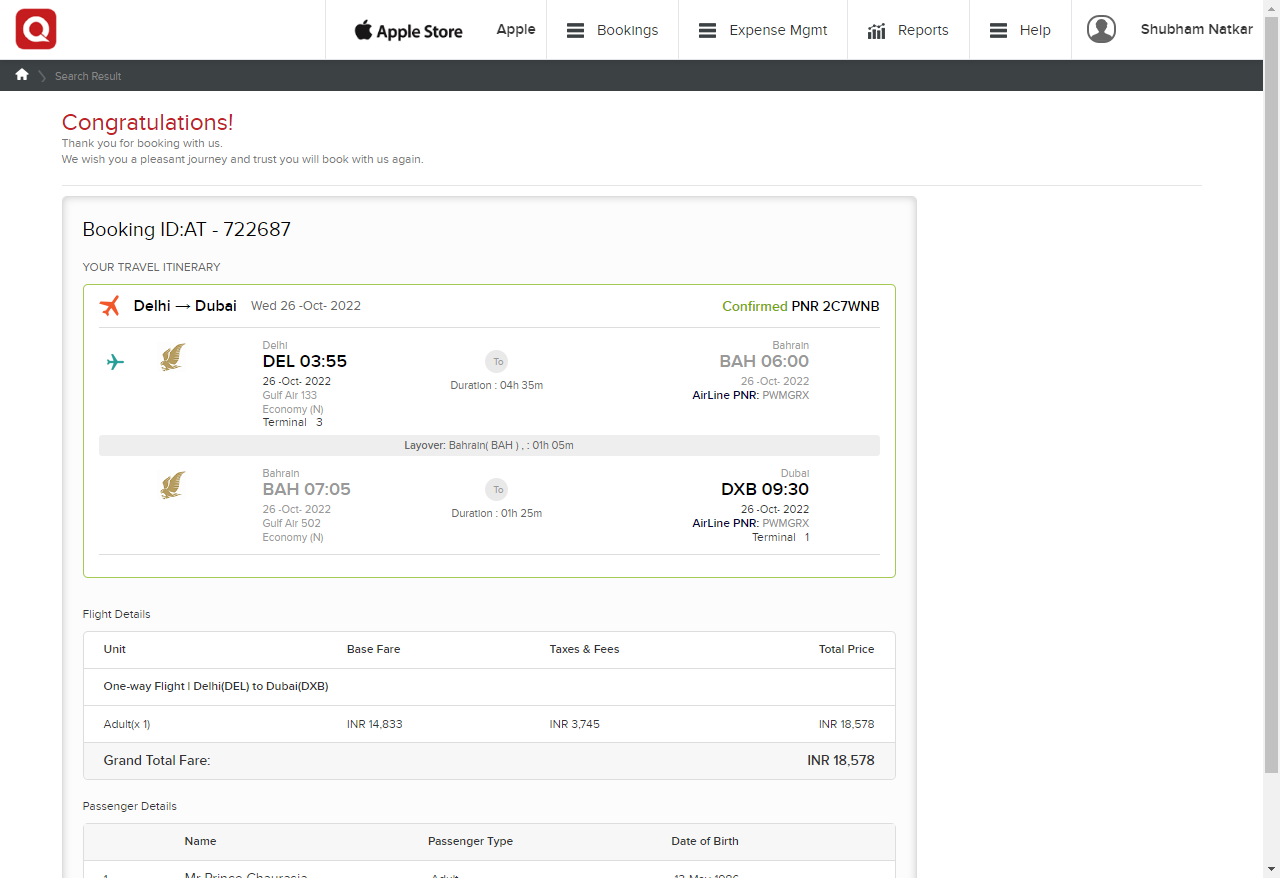 Apple Store
Apple
Bookings
Expense Mgmt
Reports
Help
Shubham Natkar
Search Result
Congratulations!
Thank you for booking with us.
We wish you a pleasant journey and trust you will book with us again.
Booking ID:AT - 722687
YOUR TRAVEL ITINERARY
Delhi → Dubai Wed 26 -Oct- 2022 Confirmed PNR 2C7WNB
Delhi
DEL 03:55
26 -Oct- 2022
Gulf Air 133
Economy (N)
Terminal 3
To
Duration : 04h 35m
Bahrain
BAH 06:00
26 -Oct- 2022
AirLine PNR: PWMGRX
Layover: Bahrain( BAH ) , : 01h 05m
Bahrain
BAH 07:05
26 -Oct- 2022
Gulf Air 502
Economy (N)
To
Duration : 01h 25m
Dubai
DXB 09:30
26 -Oct- 2022
AirLine PNR: PWMGRX
Terminal 1
Flight Details
Unit Base Fare Taxes & Fees Total Price
One-way Flight | Delhi(DEL) to Dubai(DXB)
Adult(x 1) INR 14,833 INR 3,745 INR 18,578
Grand Total Fare: INR 18,578
Passenger Details
Name Passenger Type Date of Birth
1 Mr Prince Chaurasia Adult